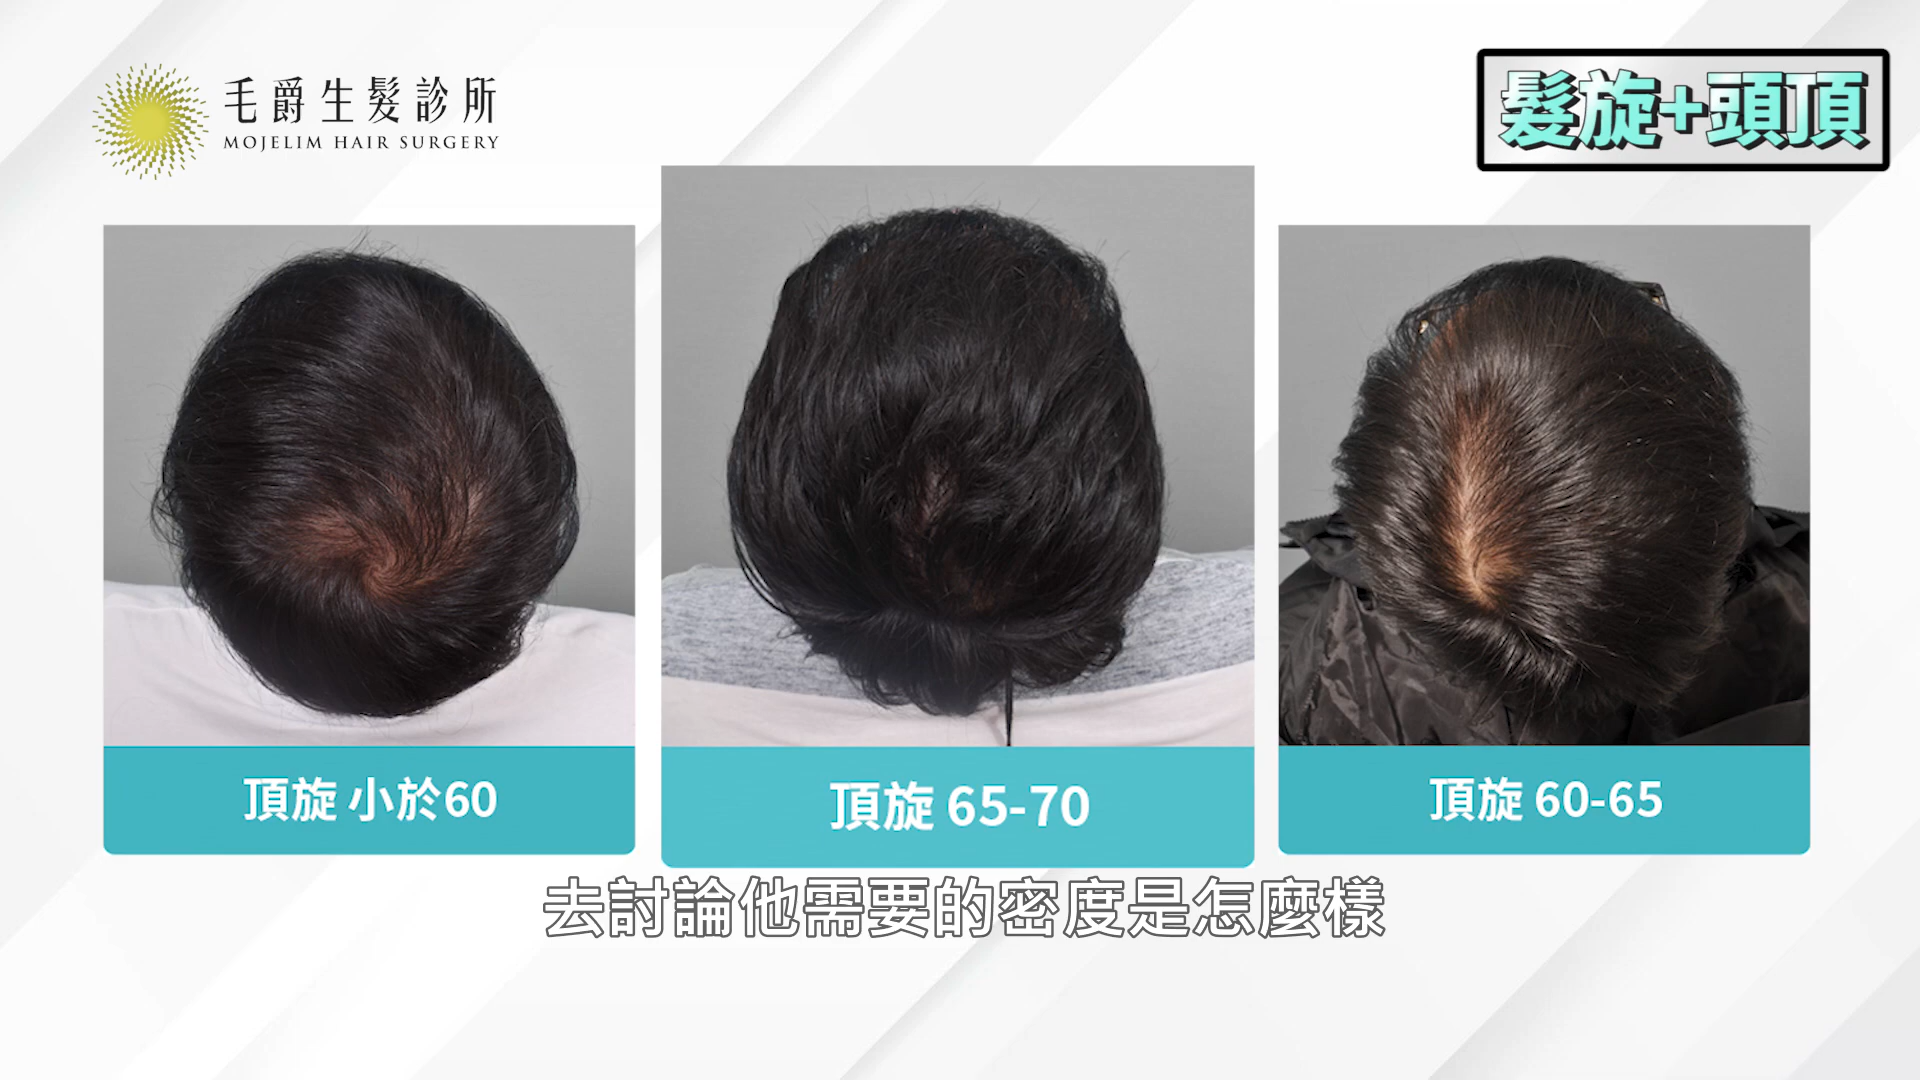 毛爵生髮診所
MOJELIM HAIR SURGERY
髮旋+頭頂
頂旋 小於60
頂旋 65-70
頂旋 60-65
去討論他需要的密度是怎麼樣